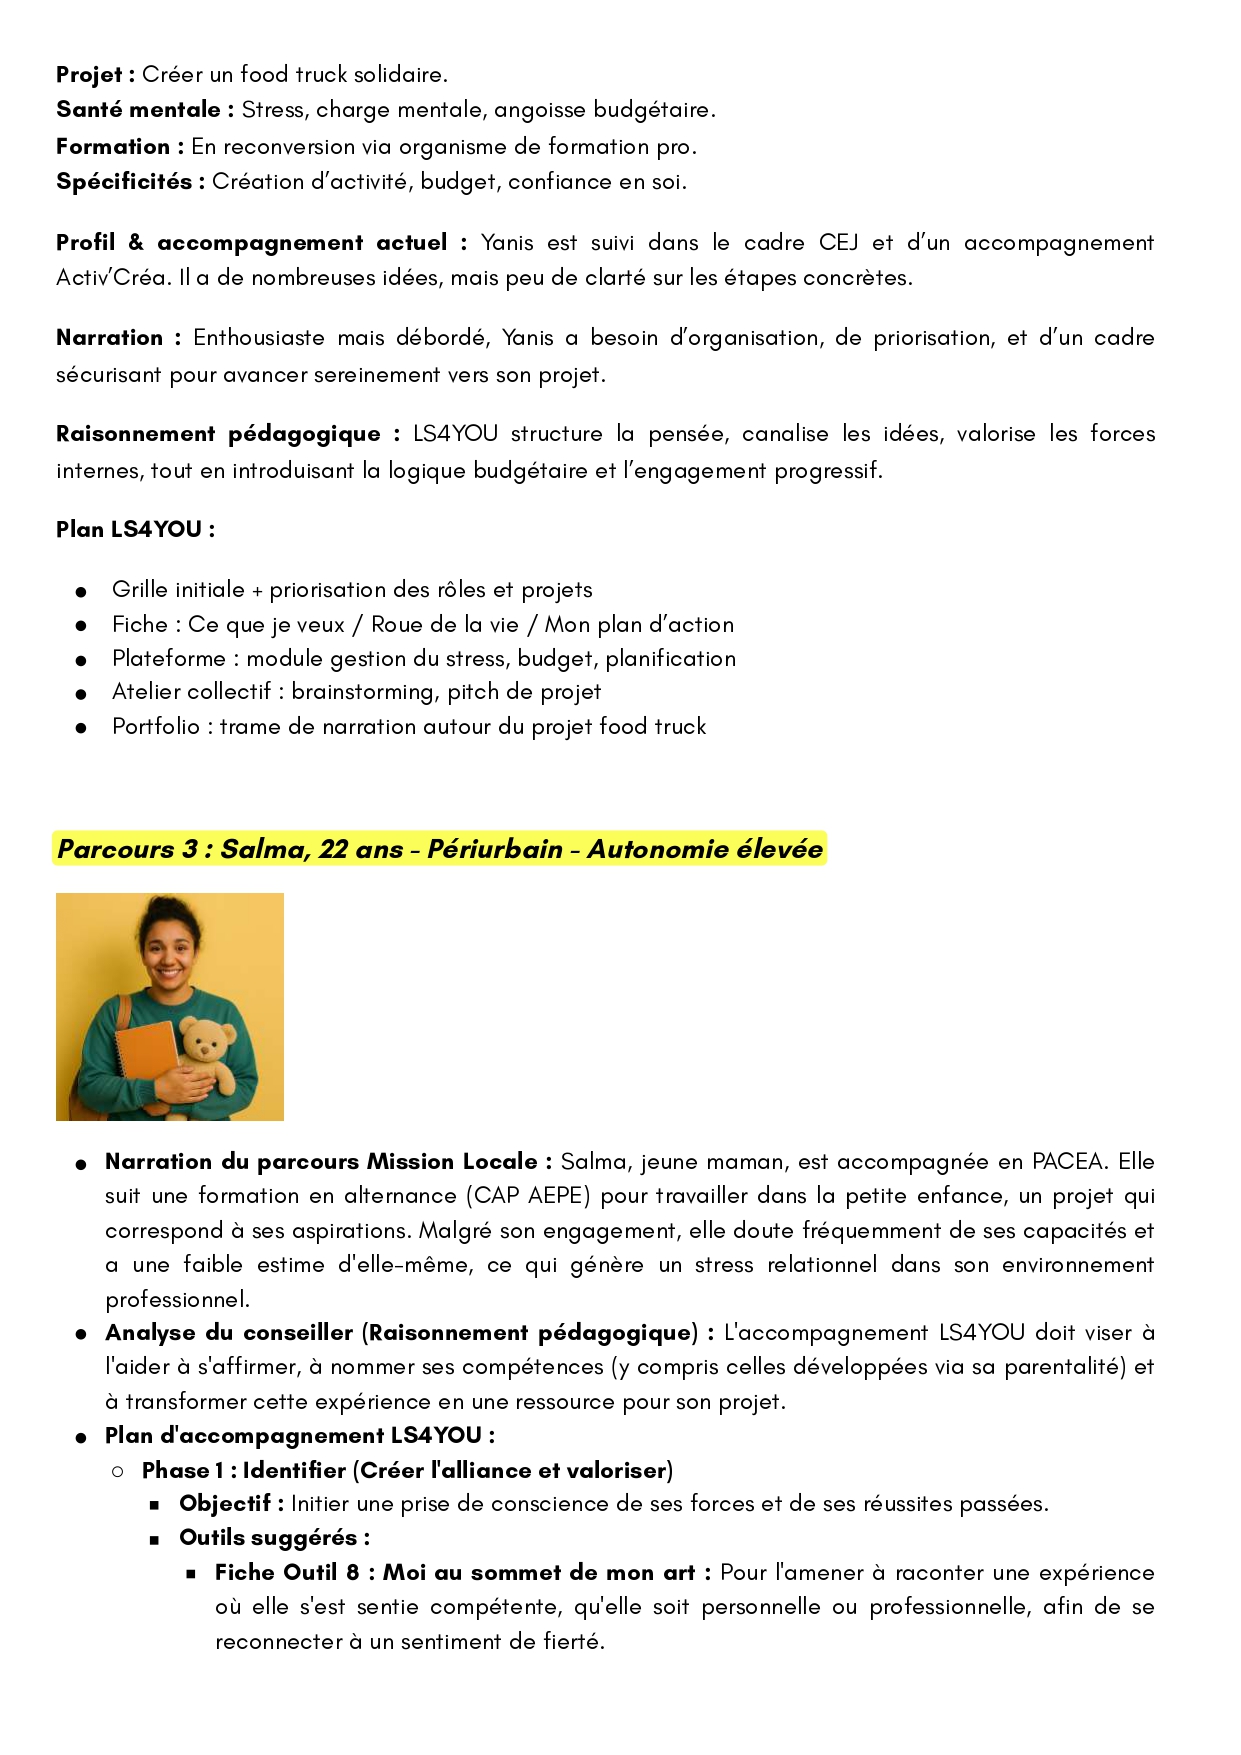 Projet : Créer un food truck solidaire.
Santé mentale : Stress, charge mentale, angoisse budgétaire.
Formation : En reconversion via organisme de formation pro.
Spécificités : Création d’activité, budget, confiance en soi.
Profil & accompagnement actuel : Yanis est suivi dans le cadre CEJ et d’un accompagnement
Activ’Créa. Il a de nombreuses idées, mais peu de clarté sur les étapes concrètes.
Narration : Enthousiaste mais débordé, Yanis a besoin d’organisation, de priorisation, et d’un cadre
sécurisant pour avancer sereinement vers son projet.
Raisonnement pédagogique : LS4YOU structure la pensée, canalise les idées, valorise les forces
internes, tout en introduisant la logique budgétaire et l’engagement progressif.
Plan LS4YOU :
● Grille initiale + priorisation des rôles et projets
● Fiche : Ce que je veux / Roue de la vie / Mon plan d’action
● Plateforme : module gestion du stress, budget, planification
● Atelier collectif : brainstorming, pitch de projet
● Portfolio : trame de narration autour du projet food truck
Parcours 3 : Salma, 22 ans - Périurbain - Autonomie élevée
● Narration du parcours Mission Locale : Salma, jeune maman, est accompagnée en PACEA. Elle
suit une formation en alternance (CAP AEPE) pour travailler dans la petite enfance, un projet qui
correspond à ses aspirations. Malgré son engagement, elle doute fréquemment de ses capacités et
a une faible estime d'elle-même, ce qui génère un stress relationnel dans son environnement
professionnel.
● Analyse du conseiller (Raisonnement pédagogique) : L'accompagnement LS4YOU doit viser à
l'aider à s'affirmer, à nommer ses compétences (y compris celles développées via sa parentalité) et
à transformer cette expérience en une ressource pour son projet.
● Plan d'accompagnement LS4YOU :
○ Phase 1 : Identifier (Créer l'alliance et valoriser)
■ Objectif : Initier une prise de conscience de ses forces et de ses réussites passées.
■ Outils suggérés :
■ Fiche Outil 8 : Moi au sommet de mon art : Pour l'amener à raconter une expérience
où elle s'est sentie compétente, qu'elle soit personnelle ou professionnelle, afin de se
reconnecter à un sentiment de fierté.